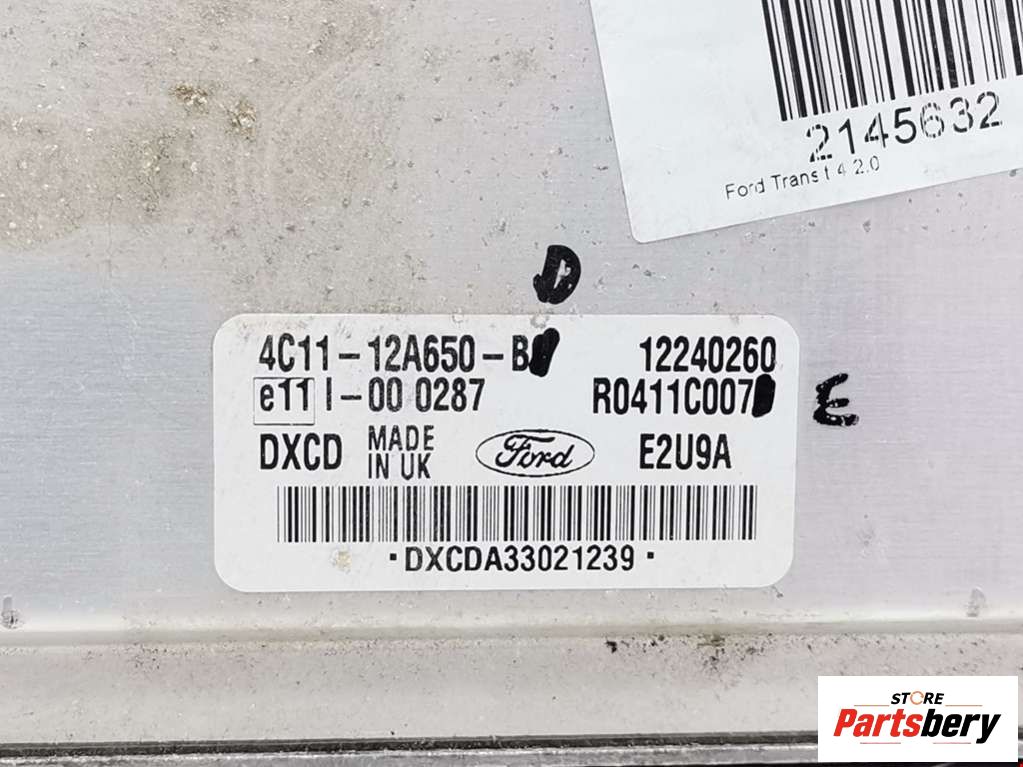 2145632
Ford Transit 4 2.0
D
4C11-12A650-B
12240260
e11 I-00 0287
R0411C007
E
DXCD
MADE
IN UK
Ford
E2U9A
·DXCDA33021239·
STORE
Partsbery